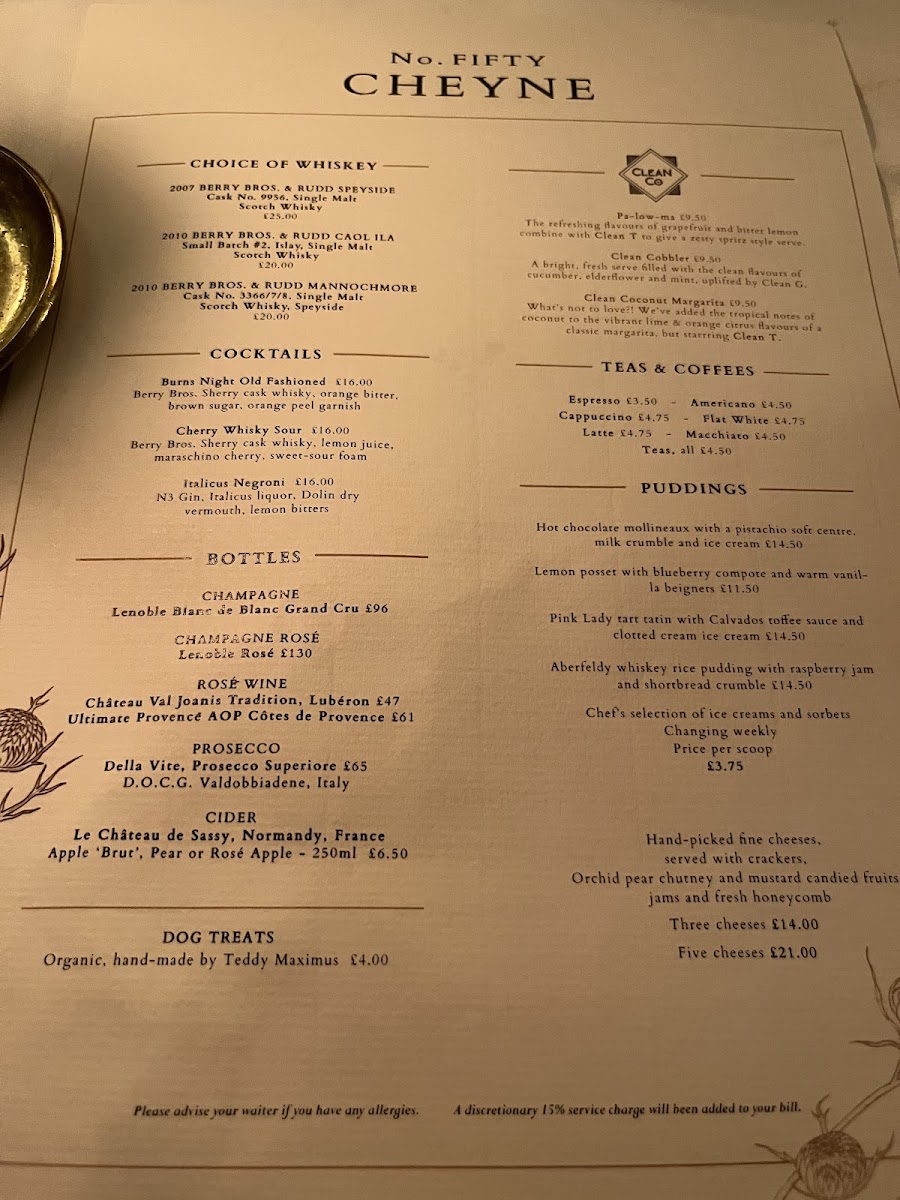 No. FIFTY
CHEYNE
CHOICE OF WHISKEY
2007 BERRY BROS. & RUDD SPEYSIDE
Cask No. 9956, Single Malt
Scotch Whisky
£25.00
2010 BERRY BROS. & RUDD CAOL ILA
Small Batch #2, Islay, Single Malt
Scotch Whisky
£20.00
2010 BERRY BROS. & RUDD MANNOCHMORE
Cask No. 3366/7/8, Single Malt
Scotch Whisky, Speyside
£20.00
COCKTAILS
Burns Night Old Fashioned £16.00
Berry Bros. Sherry cask whisky, orange bitter,
brown sugar, orange peel garnish
Cherry Whisky Sour £16.00
Berry Bros. Sherry cask whisky, lemon juice,
maraschino cherry, sweet-sour foam
Italicus Negroni £16.00
N3 Gin, Italicus liquor, Dolin dry
vermouth, lemon bitters
BOTTLES
CHAMPAGNE
Lenoble Blanc de Blanc Grand Cru £96
CHAMPAGNE ROSÉ
Lenoble Rosé £130
ROSÉ WINE
Château Val Joanis Tradition, Lubéron £47
Ultimate Provence AOP Côtes de Provence £61
PROSECCO
Della Vite, Prosecco Superiore £65
D.O.C.G. Valdobbiadene, Italy
CIDER
Le Château de Sassy, Normandy, France
Apple ‘Brut’, Pear or Rosé Apple - 250ml £6.50
DOG TREATS
Organic, hand-made by Teddy Maximus £4.00
CLEAN
CO
Pa-low-ma £9.50
The refreshing flavours of grapefruit and bitter lemon
combine with Clean T to give a zesty spritz style serve.
Clean Cobbler £9.50
A bright, fresh serve filled with the clean flavours of
cucumber, elderflower and mint, uplifted by Clean G.
Clean Coconut Margarita £9.50
What's not to love?! We've added the tropical notes of
coconut to the vibrant lime & orange citrus flavours of a
classic margarita, but starrting Clean T.
TEAS & COFFEES
Espresso £3.50 - Americano £4.50
Cappuccino £4.75 - Flat White £4.75
Latte £4.75 - Macchiato £4.50
Teas, all £4.50
PUDDINGS
Hot chocolate mollineaux with a pistachio soft centre,
milk crumble and ice cream £14.50
Lemon posset with blueberry compote and warm vanil-
la beignets £11.50
Pink Lady tart tatin with Calvados toffee sauce and
clotted cream ice cream £14.50
Aberfeldy whiskey rice pudding with raspberry jam
and shortbread crumble £14.50
Chef's selection of ice creams and sorbets
Changing weekly
Price per scoop
£3.75
Hand-picked fine cheeses,
served with crackers,
Orchid pear chutney and mustard candied fruits
jams and fresh honeycomb
Three cheeses £14.00
Five cheeses £21.00
Please advise your waiter if you have any allergies. A discretionary 15% service charge will been added to your bill.